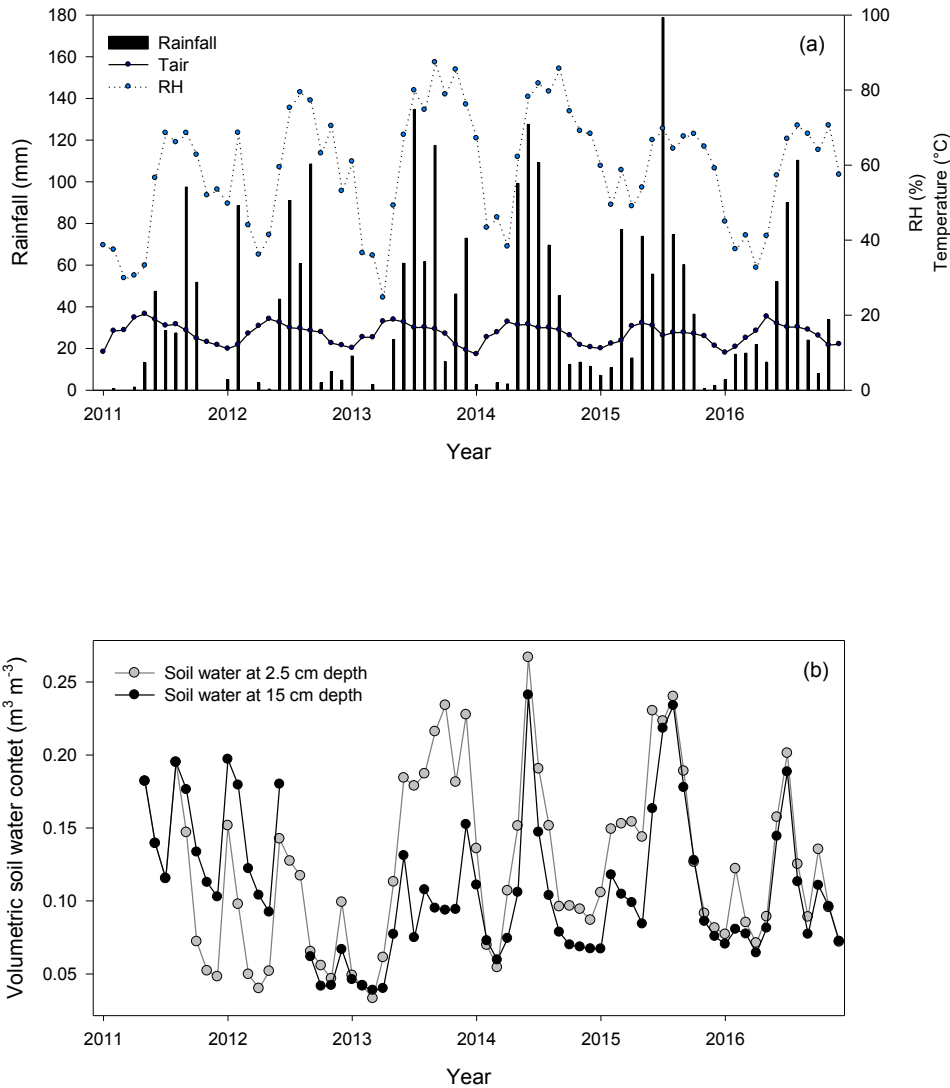 180
160
140
120
100
80
60
40
20
0
Rainfall (mm)
Rainfall
Tair
RH
(a)
100
80
60
40
20
0
RH (%)
Temperature (°C)
2011 2012 2013 2014 2015 2016
Year
0.25
0.20
0.15
0.10
0.05
Volumetric soil water contet (m³ m⁻³)
Soil water at 2.5 cm depth
Soil water at 15 cm depth
(b)
2011 2012 2013 2014 2015 2016
Year